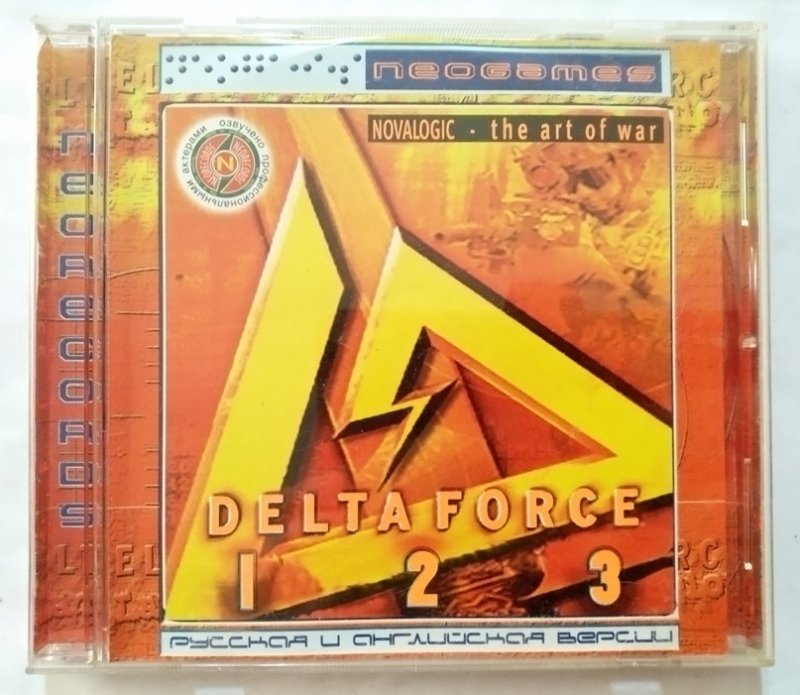 NEOGAMES
NOVALOGIC - the art of war
озвучено профессиональными актерами
N
NEORECORDS
DELTA FORCE
1 2 3
РУССКАЯ И АНГЛИЙСКАЯ ВЕРСИИ